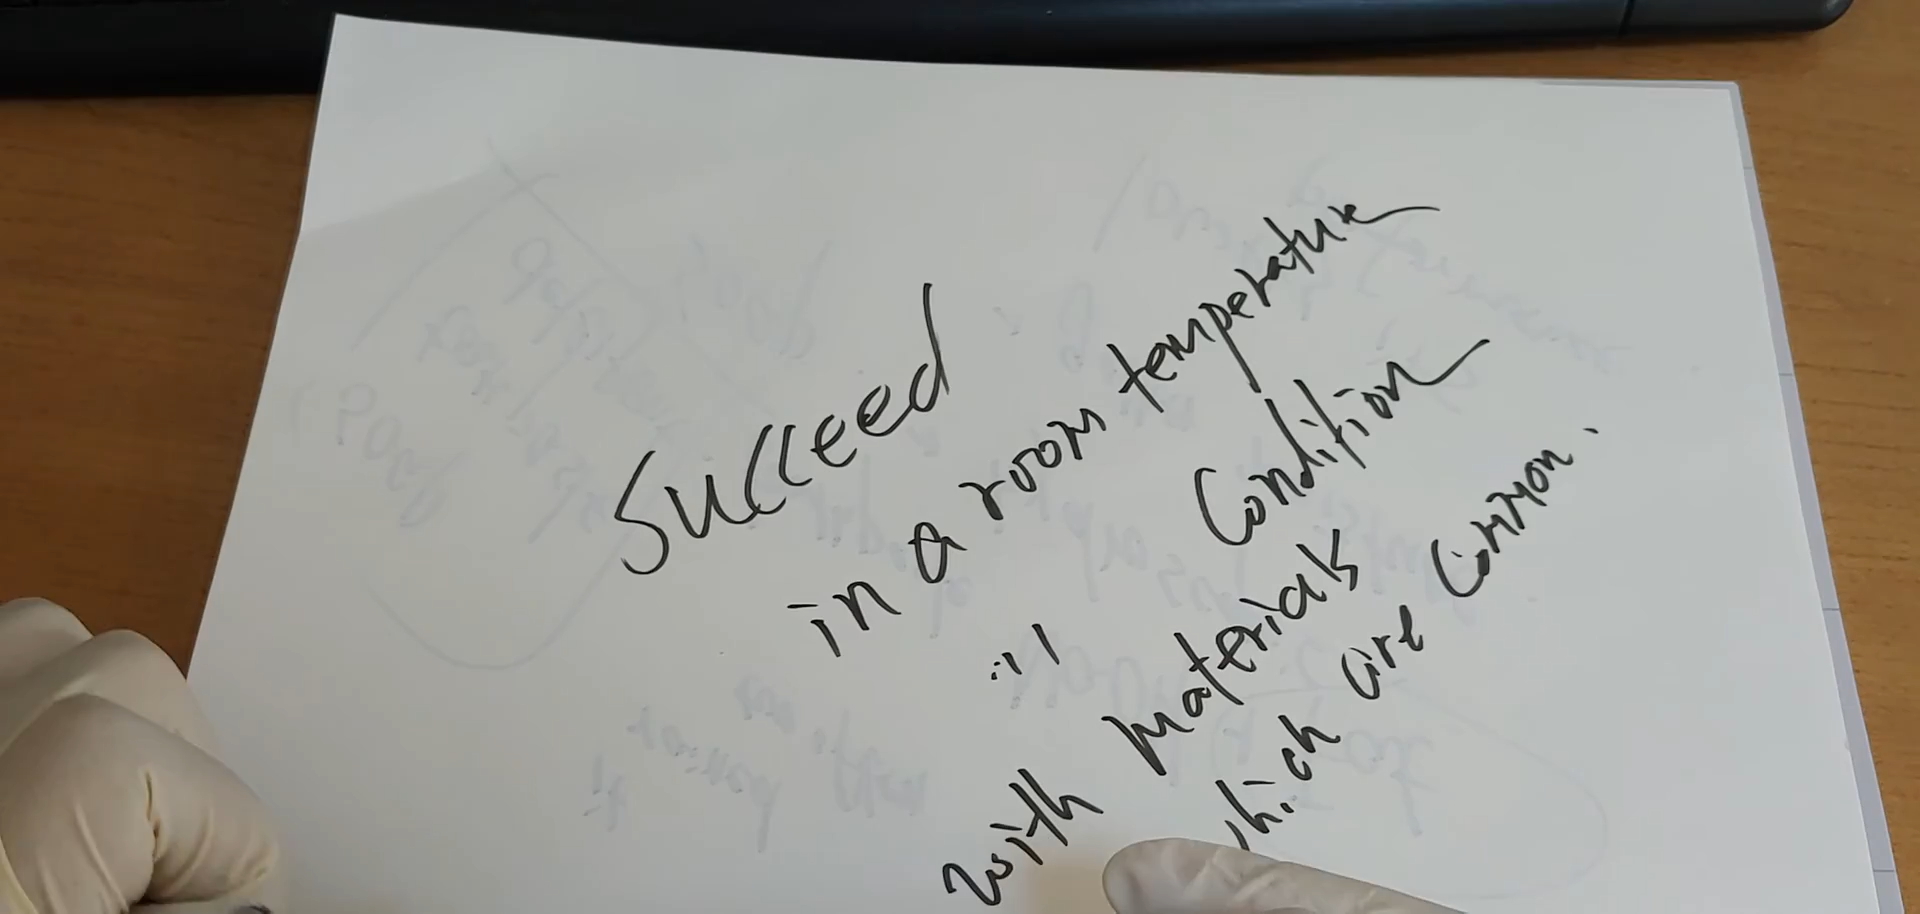 Succeed
in a room temperature
Condition
with materials
which are Common.